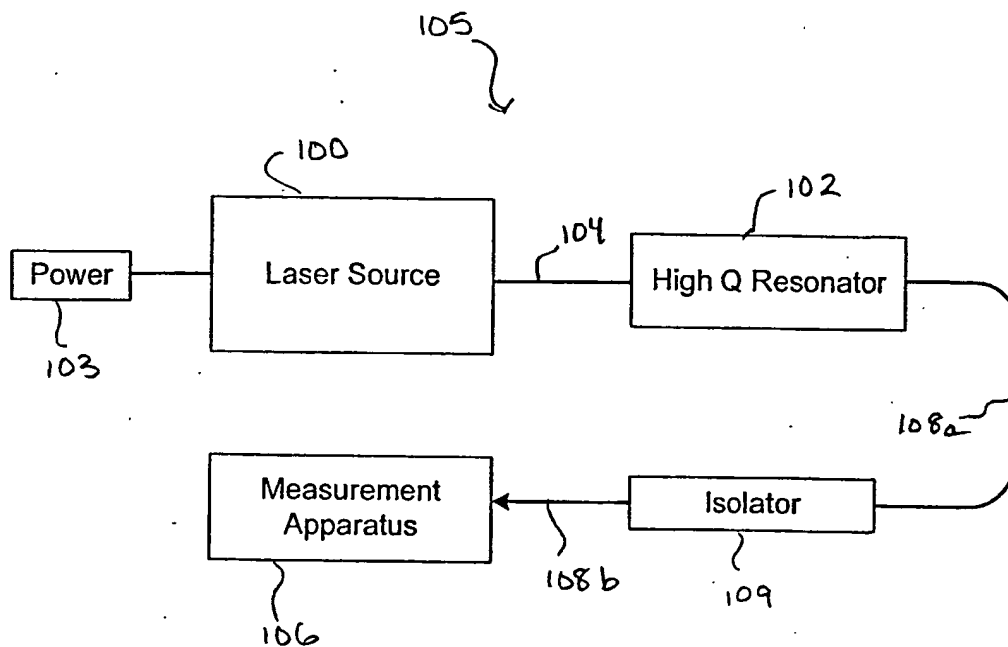 105
100
102
104
Power
Laser Source
High Q Resonator
103
108a
Measurement
Apparatus
Isolator
108b
109
106